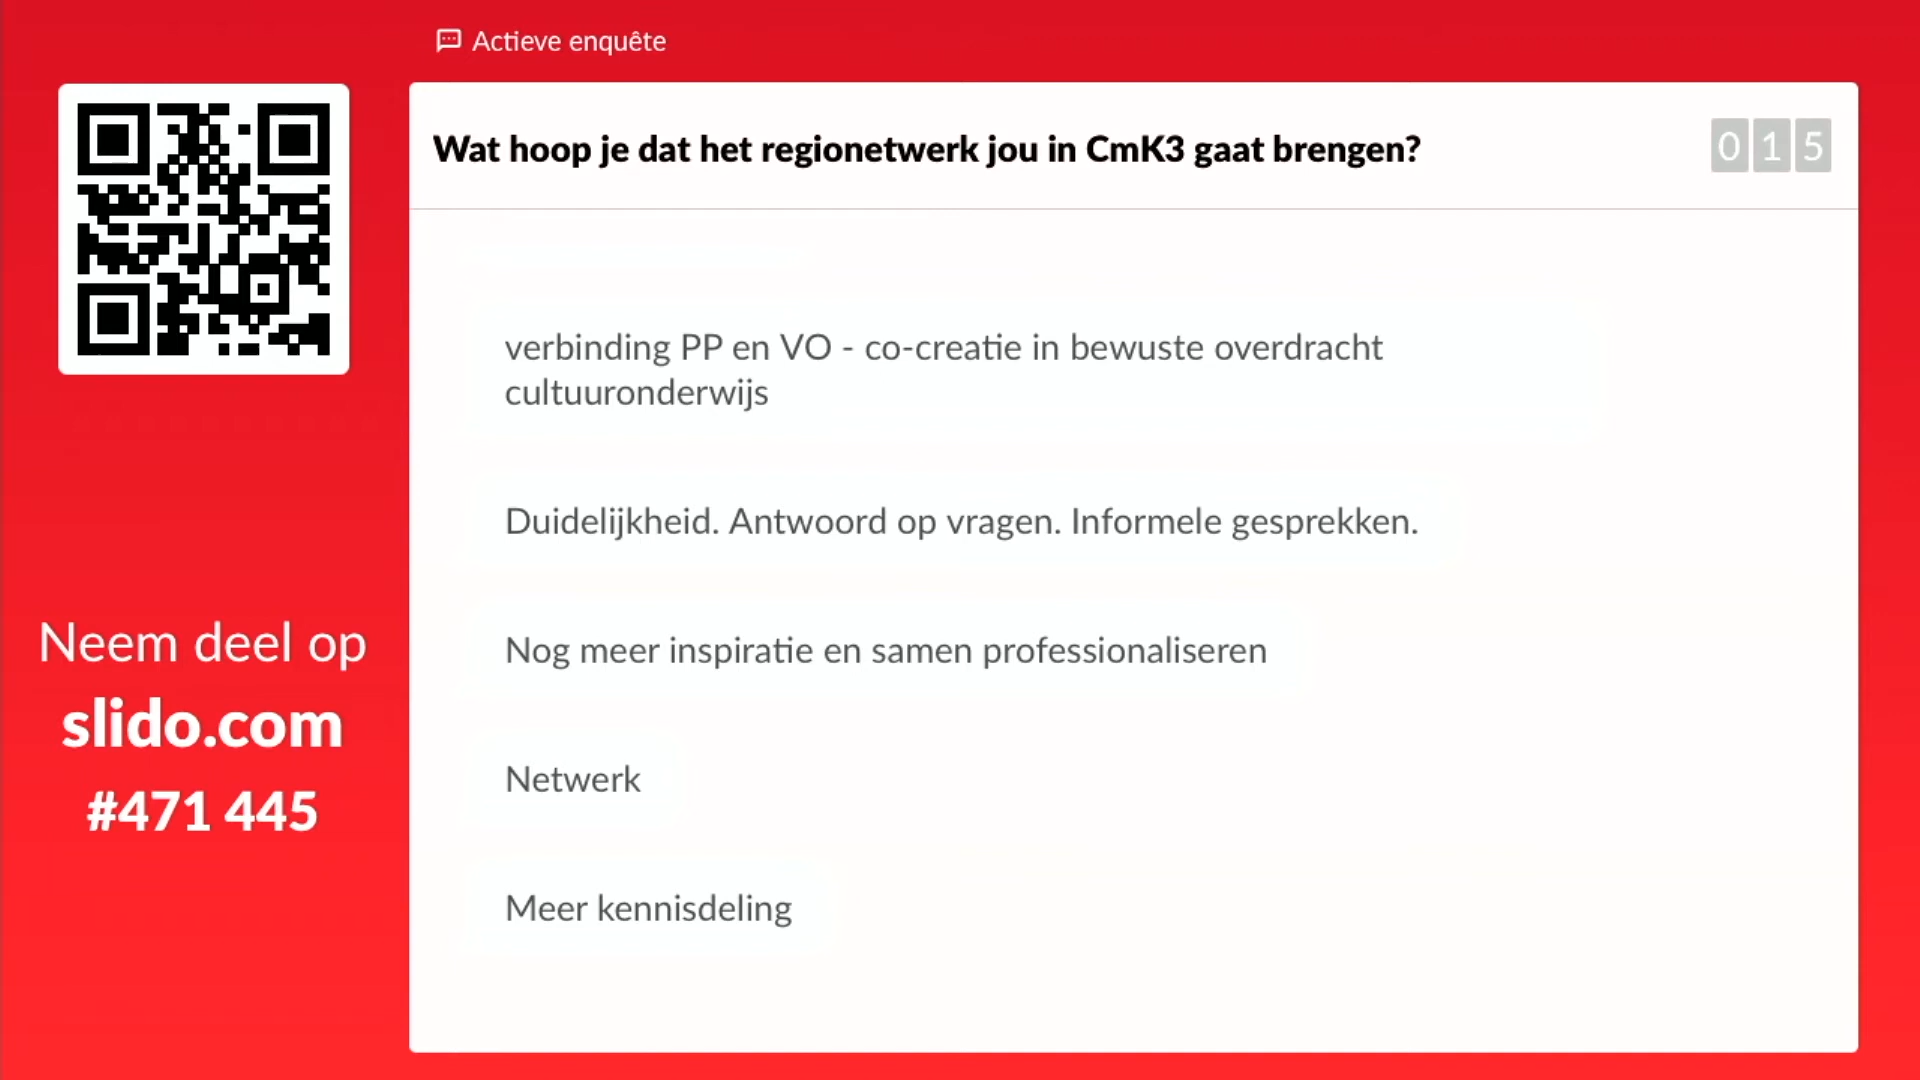 Actieve enquête
Wat hoop je dat het regionetwerk jou in CmK3 gaat brengen?
015
verbinding PP en VO - co-creatie in bewuste overdracht
cultuuronderwijs
Duidelijkheid. Antwoord op vragen. Informele gesprekken.
Nog meer inspiratie en samen professionaliseren
Netwerk
Meer kennisdeling
Neem deel op
slido.com
#471 445